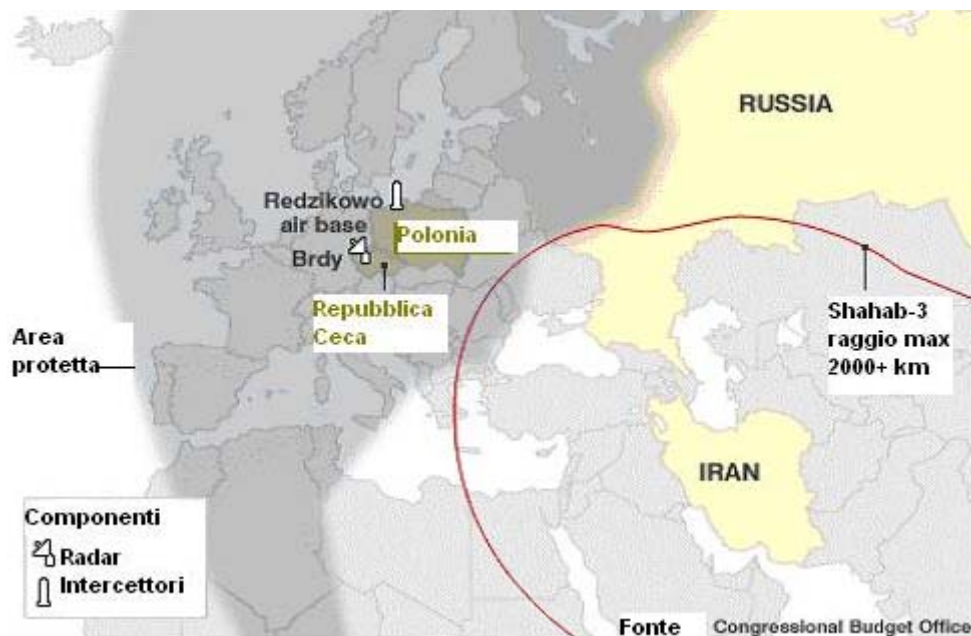 RUSSIA
Redzikowo
air base
Polonia
Brdy
Repubblica
Ceca
Shahab-3
raggio max
2000+ km
Area
protetta
IRAN
Componenti
Radar
Intercettori
Fonte Congressional Budget Office